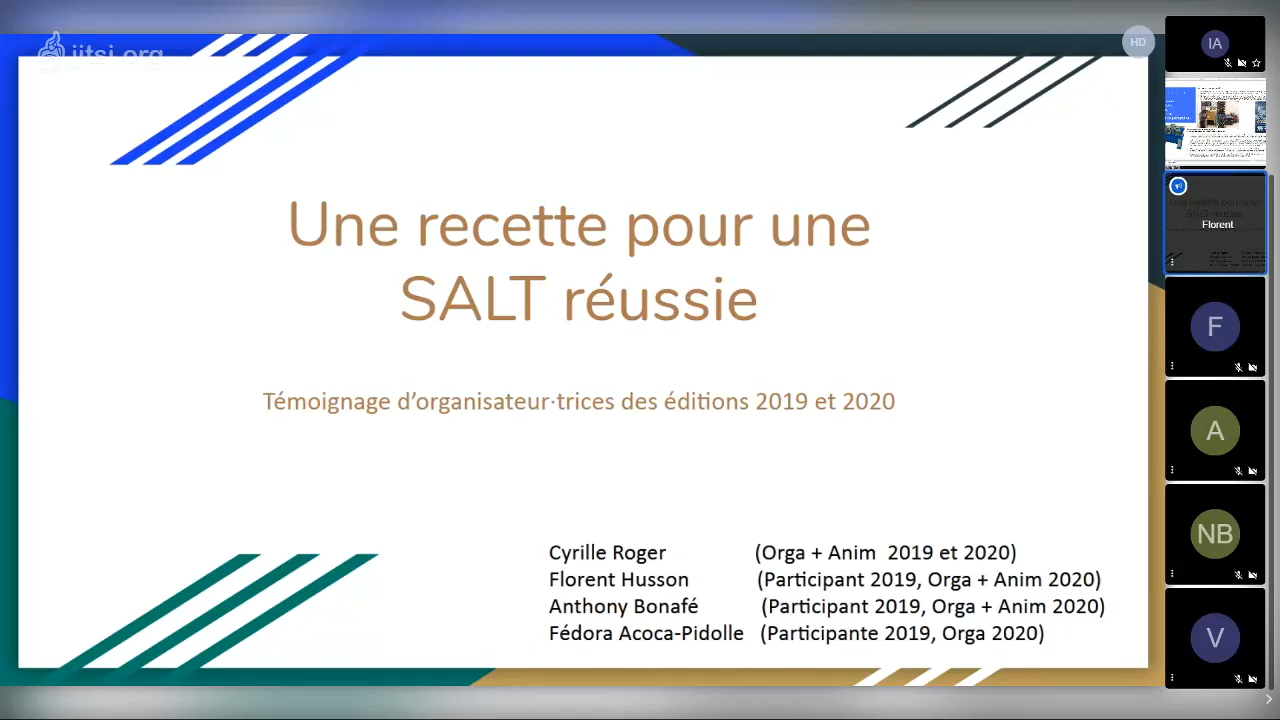 jitsi.org
HD
IA
Une recette pour une
SALT réussie
Témoignage d'organisateur·trices des éditions 2019 et 2020
Cyrille Roger (Orga + Anim 2019 et 2020)
Florent Husson (Participant 2019, Orga + Anim 2020)
Anthony Bonafé (Participant 2019, Orga + Anim 2020)
Fédora Acoca-Pidolle (Participante 2019, Orga 2020)
Florent
F
A
NB
V